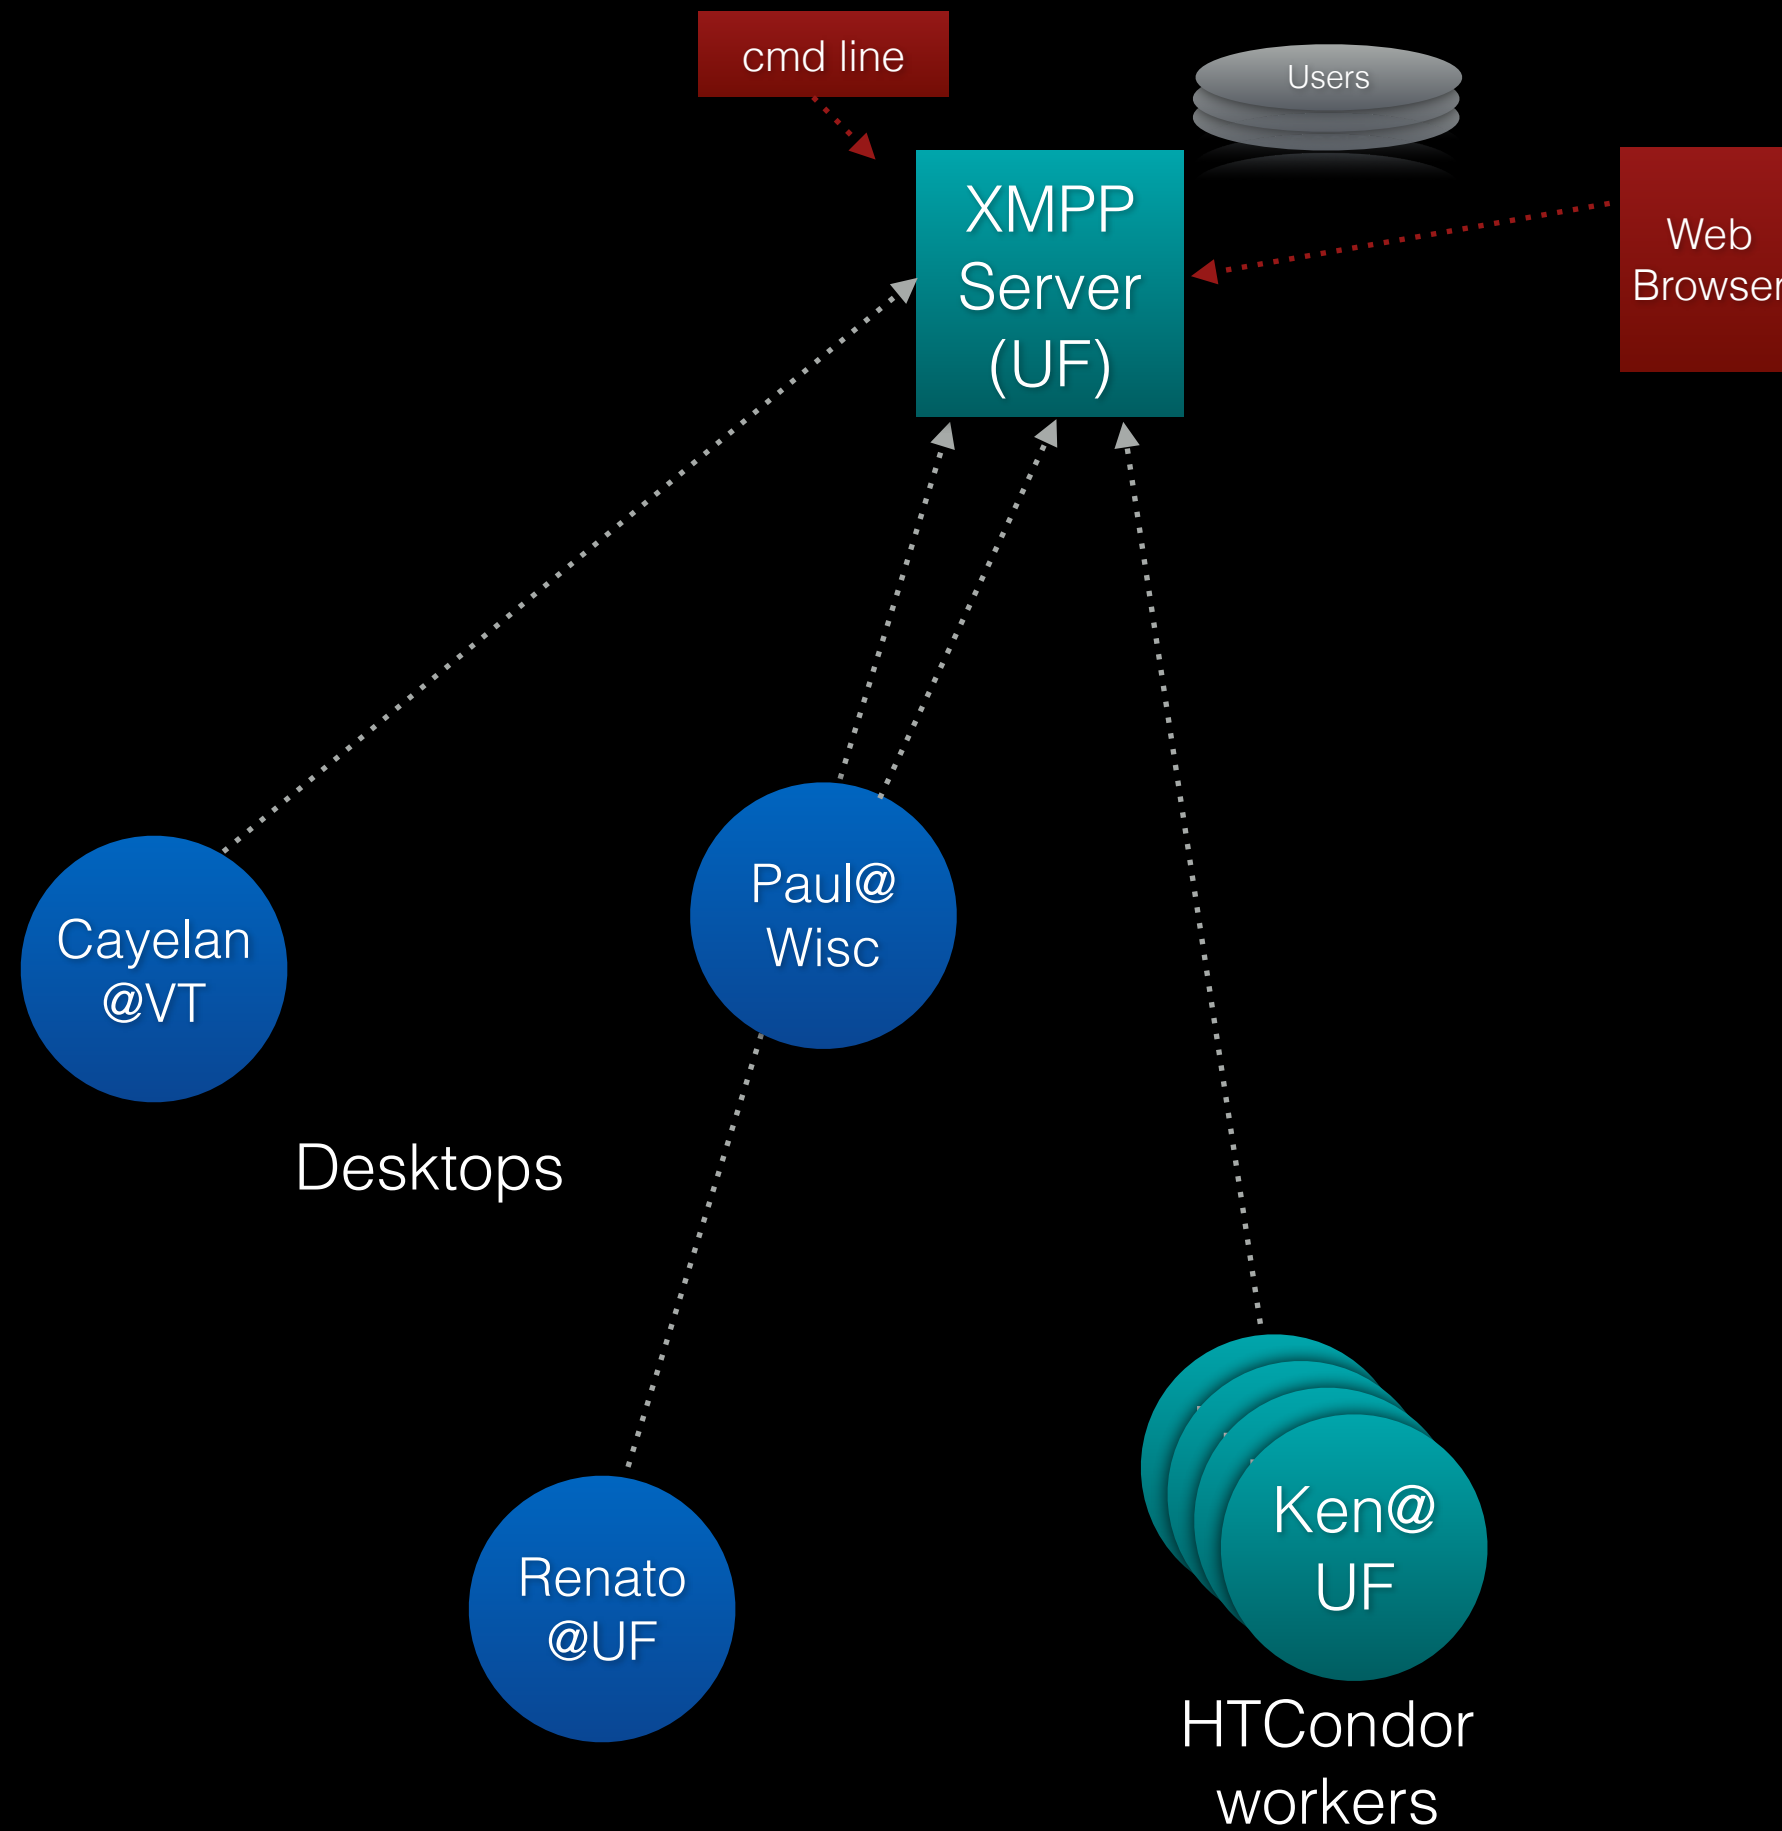 cmd line
Users
XMPP
Server
(UF)
Web
Browser
Cayelan
@VT
Paul@
Wisc
Desktops
Renato
@UF
Ken@
UF
HTCondor
workers